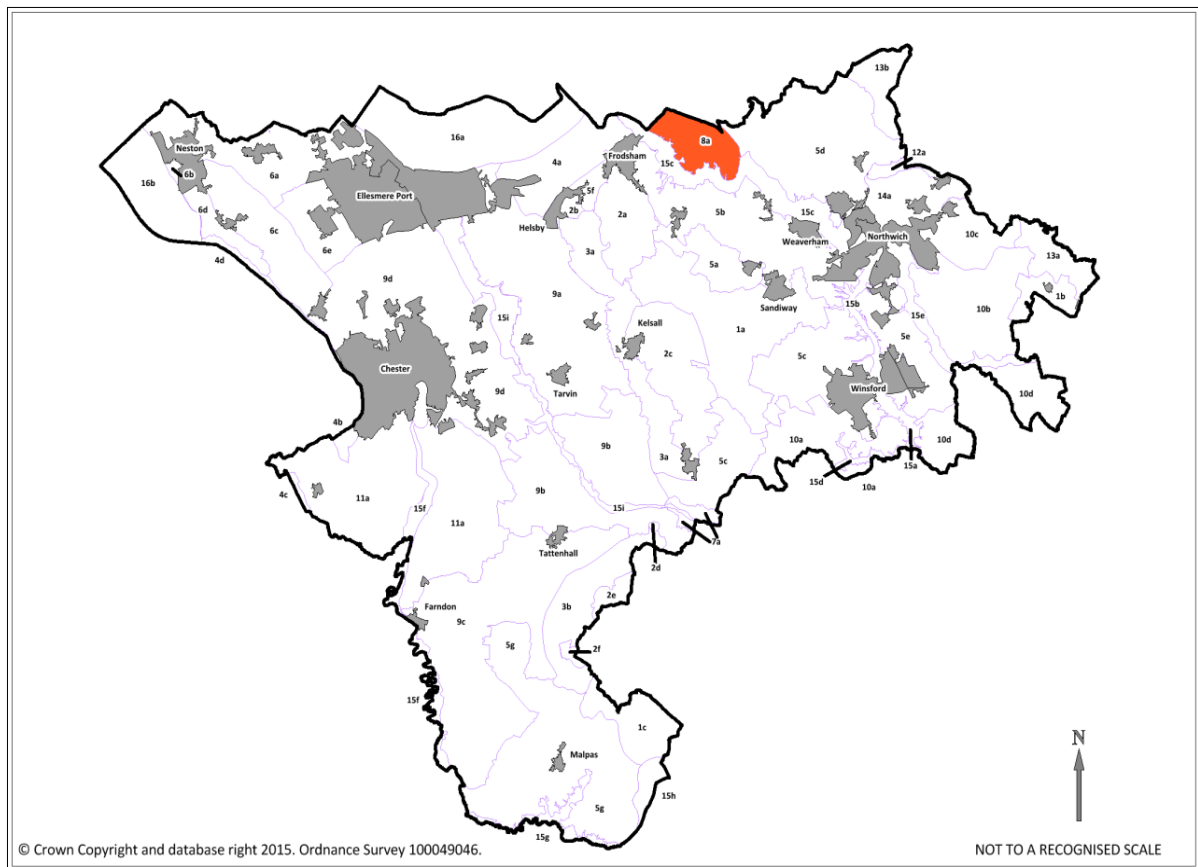 13b
16a
8a
Neston
12a
4a
Frodsham
5d
6a
6b
15c
16b
5f
14a
Ellesmere Port
6d
2b
2a
5b
15c
Helsby
6c
Weaverham
Northwich
10c
6e
3a
4d
13a
5a
9d
9a
1b
15b
Sandiway
10b
15i
15e
Kelsall
1a
5e
2c
5c
Chester
Winsford
9d
Tarvin
10d
4b
9b
10a
10d
3a
5c
15a
15d
4c
9b
10a
11a
15f
15i
11a
7a
Tattenhall
2d
2e
Farndon
3b
9c
5g
2f
15f
1c
N
Malpas
15h
5g
15g
© Crown Copyright and database right 2015. Ordnance Survey 100049046.
NOT TO A RECOGNISED SCALE